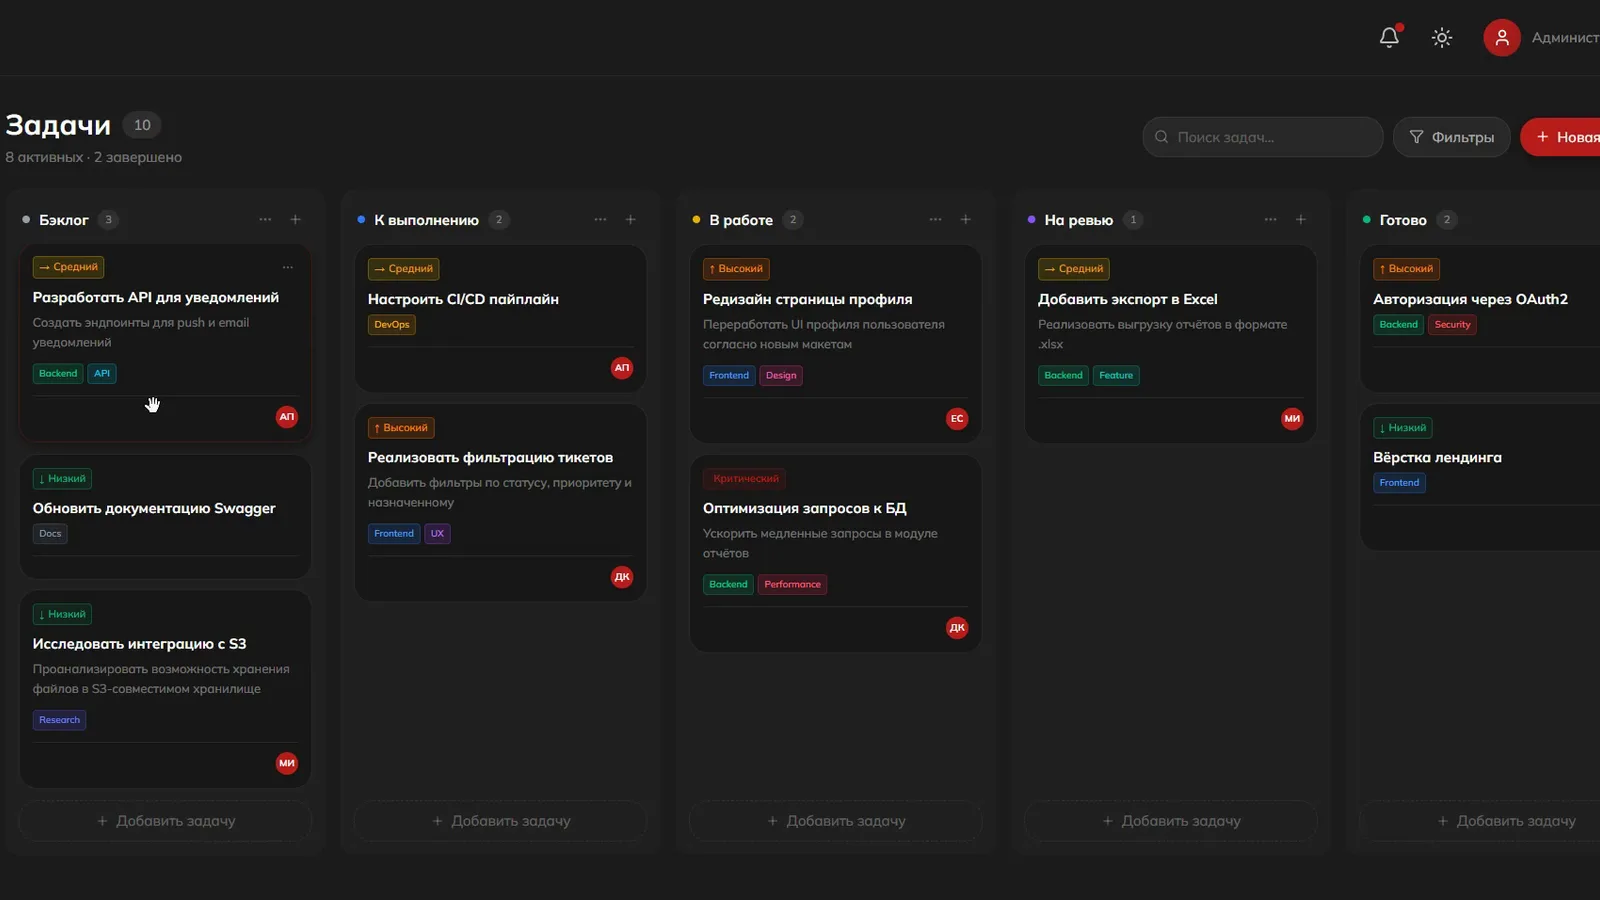 Админист
Задачи 10
8 активных · 2 завершено
Поиск задач...
Фильтры
+ Новая
Бэклог 3
→ Средний
Разработать API для уведомлений
Создать эндпоинты для push и email
уведомлений
Backend API
АП
↓ Низкий
Обновить документацию Swagger
Docs
↓ Низкий
Исследовать интеграцию с S3
Проанализировать возможность хранения
файлов в S3-совместимом хранилище
Research
МИ
+ Добавить задачу
К выполнению 2
→ Средний
Настроить CI/CD пайплайн
DevOps
АП
↑ Высокий
Реализовать фильтрацию тикетов
Добавить фильтры по статусу, приоритету и
назначенному
Frontend UX
ДК
+ Добавить задачу
В работе 2
↑ Высокий
Редизайн страницы профиля
Переработать UI профиля пользователя
согласно новым макетам
Frontend Design
ЕС
Критический
Оптимизация запросов к БД
Ускорить медленные запросы в модуле
отчётов
Backend Performance
ДК
+ Добавить задачу
На ревью 1
→ Средний
Добавить экспорт в Excel
Реализовать выгрузку отчётов в формате
.xlsx
Backend Feature
МИ
+ Добавить задачу
Готово 2
↑ Высокий
Авторизация через OAuth2
Backend Security
↓ Низкий
Вёрстка лендинга
Frontend
+ Добавить задачу